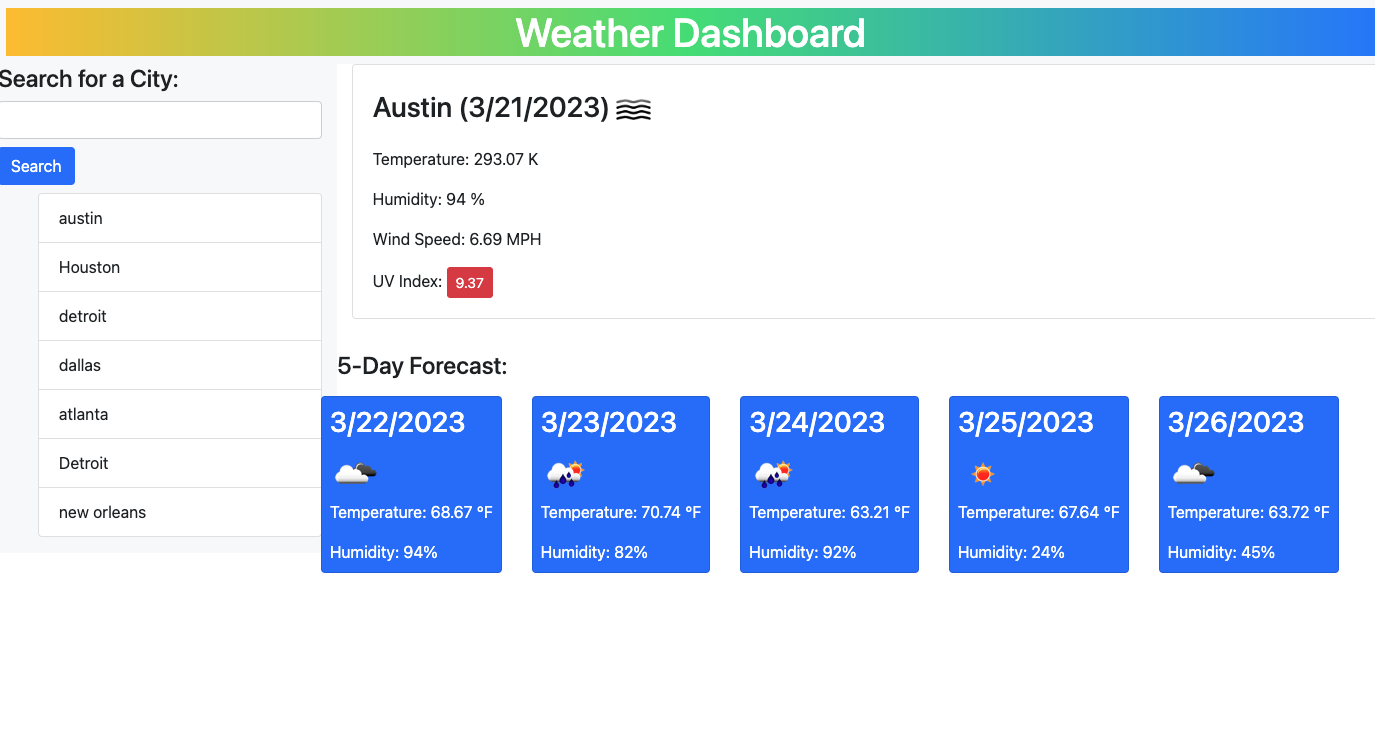 Weather Dashboard
Search for a City:
Search
austin
Houston
detroit
dallas
atlanta
Detroit
new orleans
Austin (3/21/2023)
Temperature: 293.07 K
Humidity: 94 %
Wind Speed: 6.69 MPH
UV Index: 9.37
5-Day Forecast:
3/22/2023
Temperature: 68.67 °F
Humidity: 94%
3/23/2023
Temperature: 70.74 °F
Humidity: 82%
3/24/2023
Temperature: 63.21 °F
Humidity: 92%
3/25/2023
Temperature: 67.64 °F
Humidity: 24%
3/26/2023
Temperature: 63.72 °F
Humidity: 45%